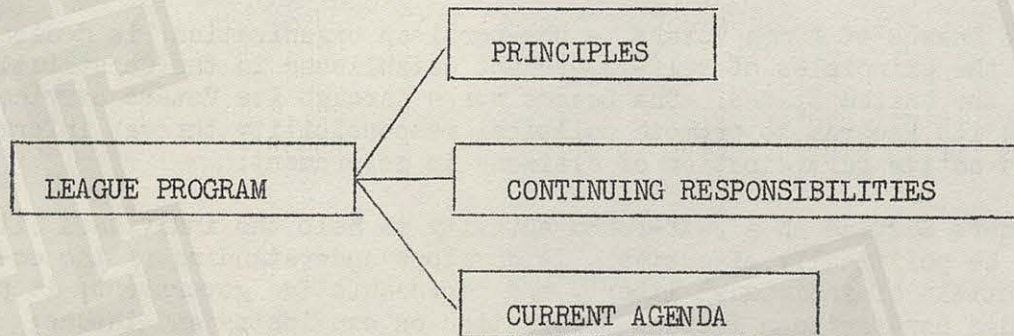 PRINCIPLES
LEAGUE PROGRAM
CONTINUING RESPONSIBILITIES
CURRENT AGENDA